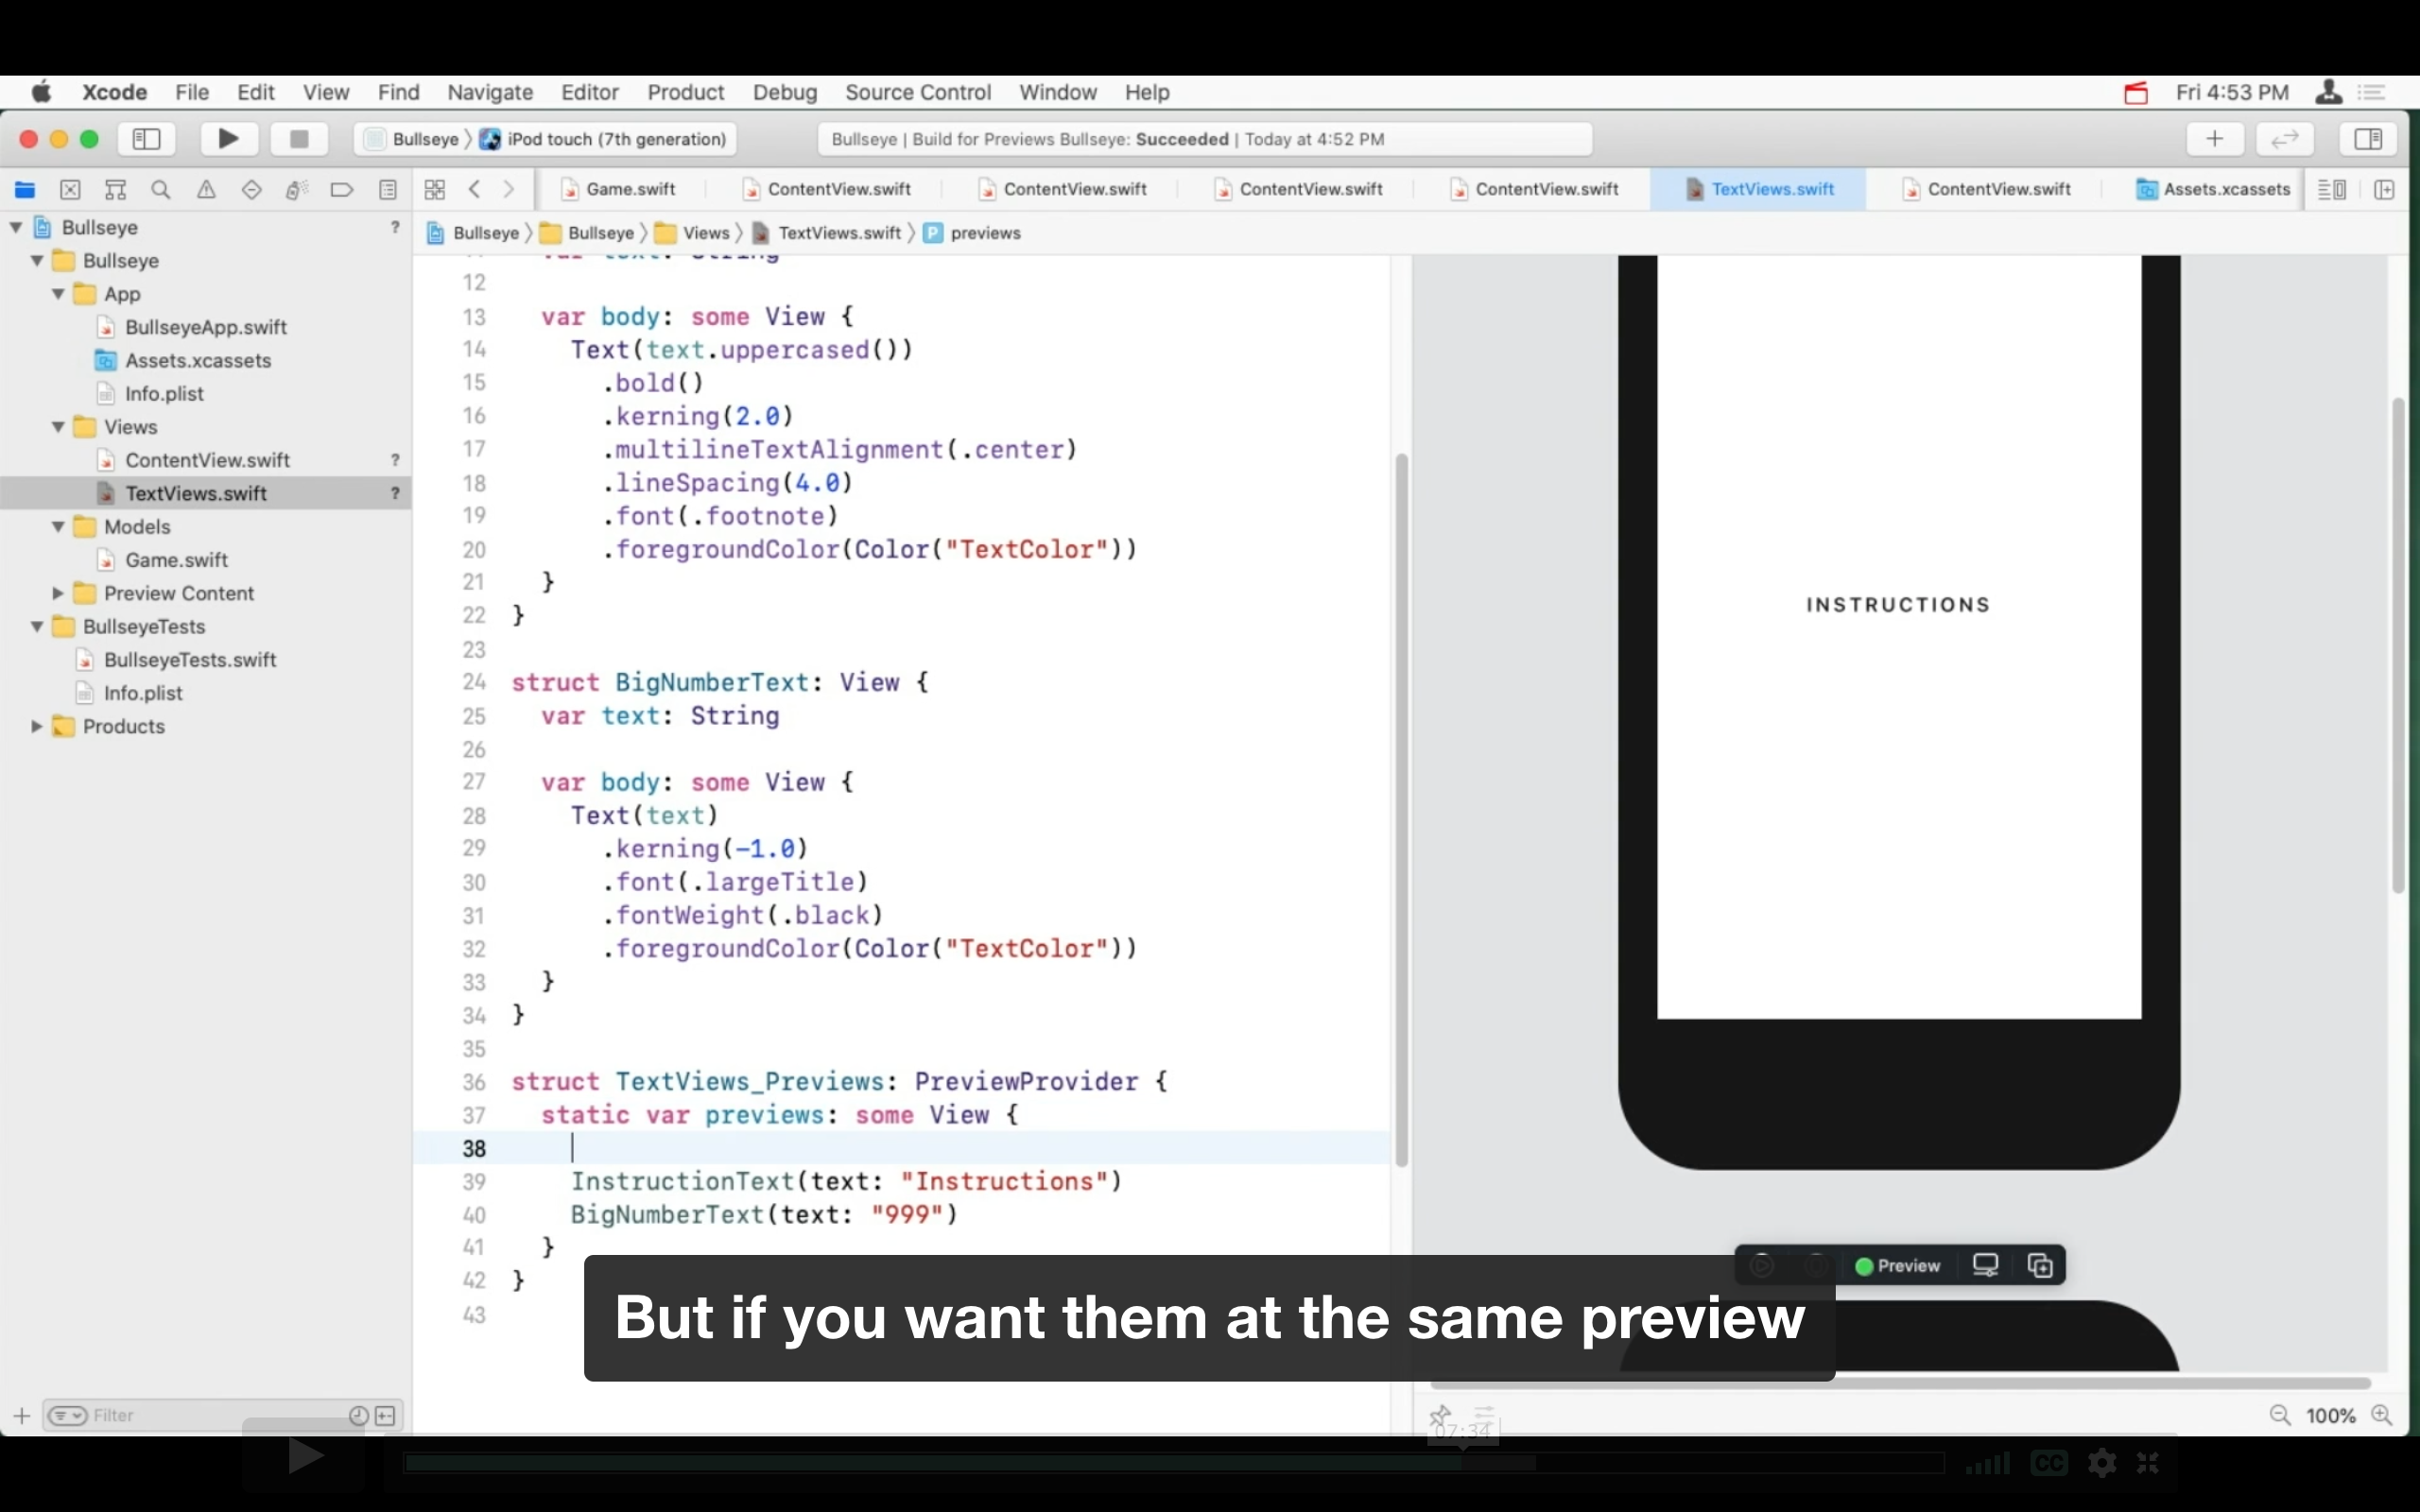 Xcode File Edit View Find Navigate Editor Product Debug Source Control Window Help Fri 4:53 PM
Bullseye 〉 iPod touch (7th generation) Bullseye | Build for Previews Bullseye: Succeeded | Today at 4:52 PM
Game.swift ContentView.swift ContentView.swift ContentView.swift ContentView.swift TextViews.swift ContentView.swift Assets.xcassets
Bullseye 〉 Bullseye 〉 Views 〉 TextViews.swift 〉 P previews
Bullseye ?
Bullseye
App
BullseyeApp.swift
Assets.xcassets
Info.plist
Views
ContentView.swift ?
TextViews.swift ?
Models
Game.swift
Preview Content
BullseyeTests
BullseyeTests.swift
Info.plist
Products
Filter
11 var text: String
12
13 var body: some View {
14 Text(text.uppercased())
15 .bold()
16 .kerning(2.0)
17 .multilineTextAlignment(.center)
18 .lineSpacing(4.0)
19 .font(.footnote)
20 .foregroundColor(Color("TextColor"))
21 }
22 }
23
24 struct BigNumberText: View {
25 var text: String
26
27 var body: some View {
28 Text(text)
29 .kerning(-1.0)
30 .font(.largeTitle)
31 .fontWeight(.black)
32 .foregroundColor(Color("TextColor"))
33 }
34 }
35
36 struct TextViews_Previews: PreviewProvider {
37 static var previews: some View {
38
39 InstructionText(text: "Instructions")
40 BigNumberText(text: "999")
41 }
42 }
43
INSTRUCTIONS
Preview
But if you want them at the same preview
100%
07:34
CC